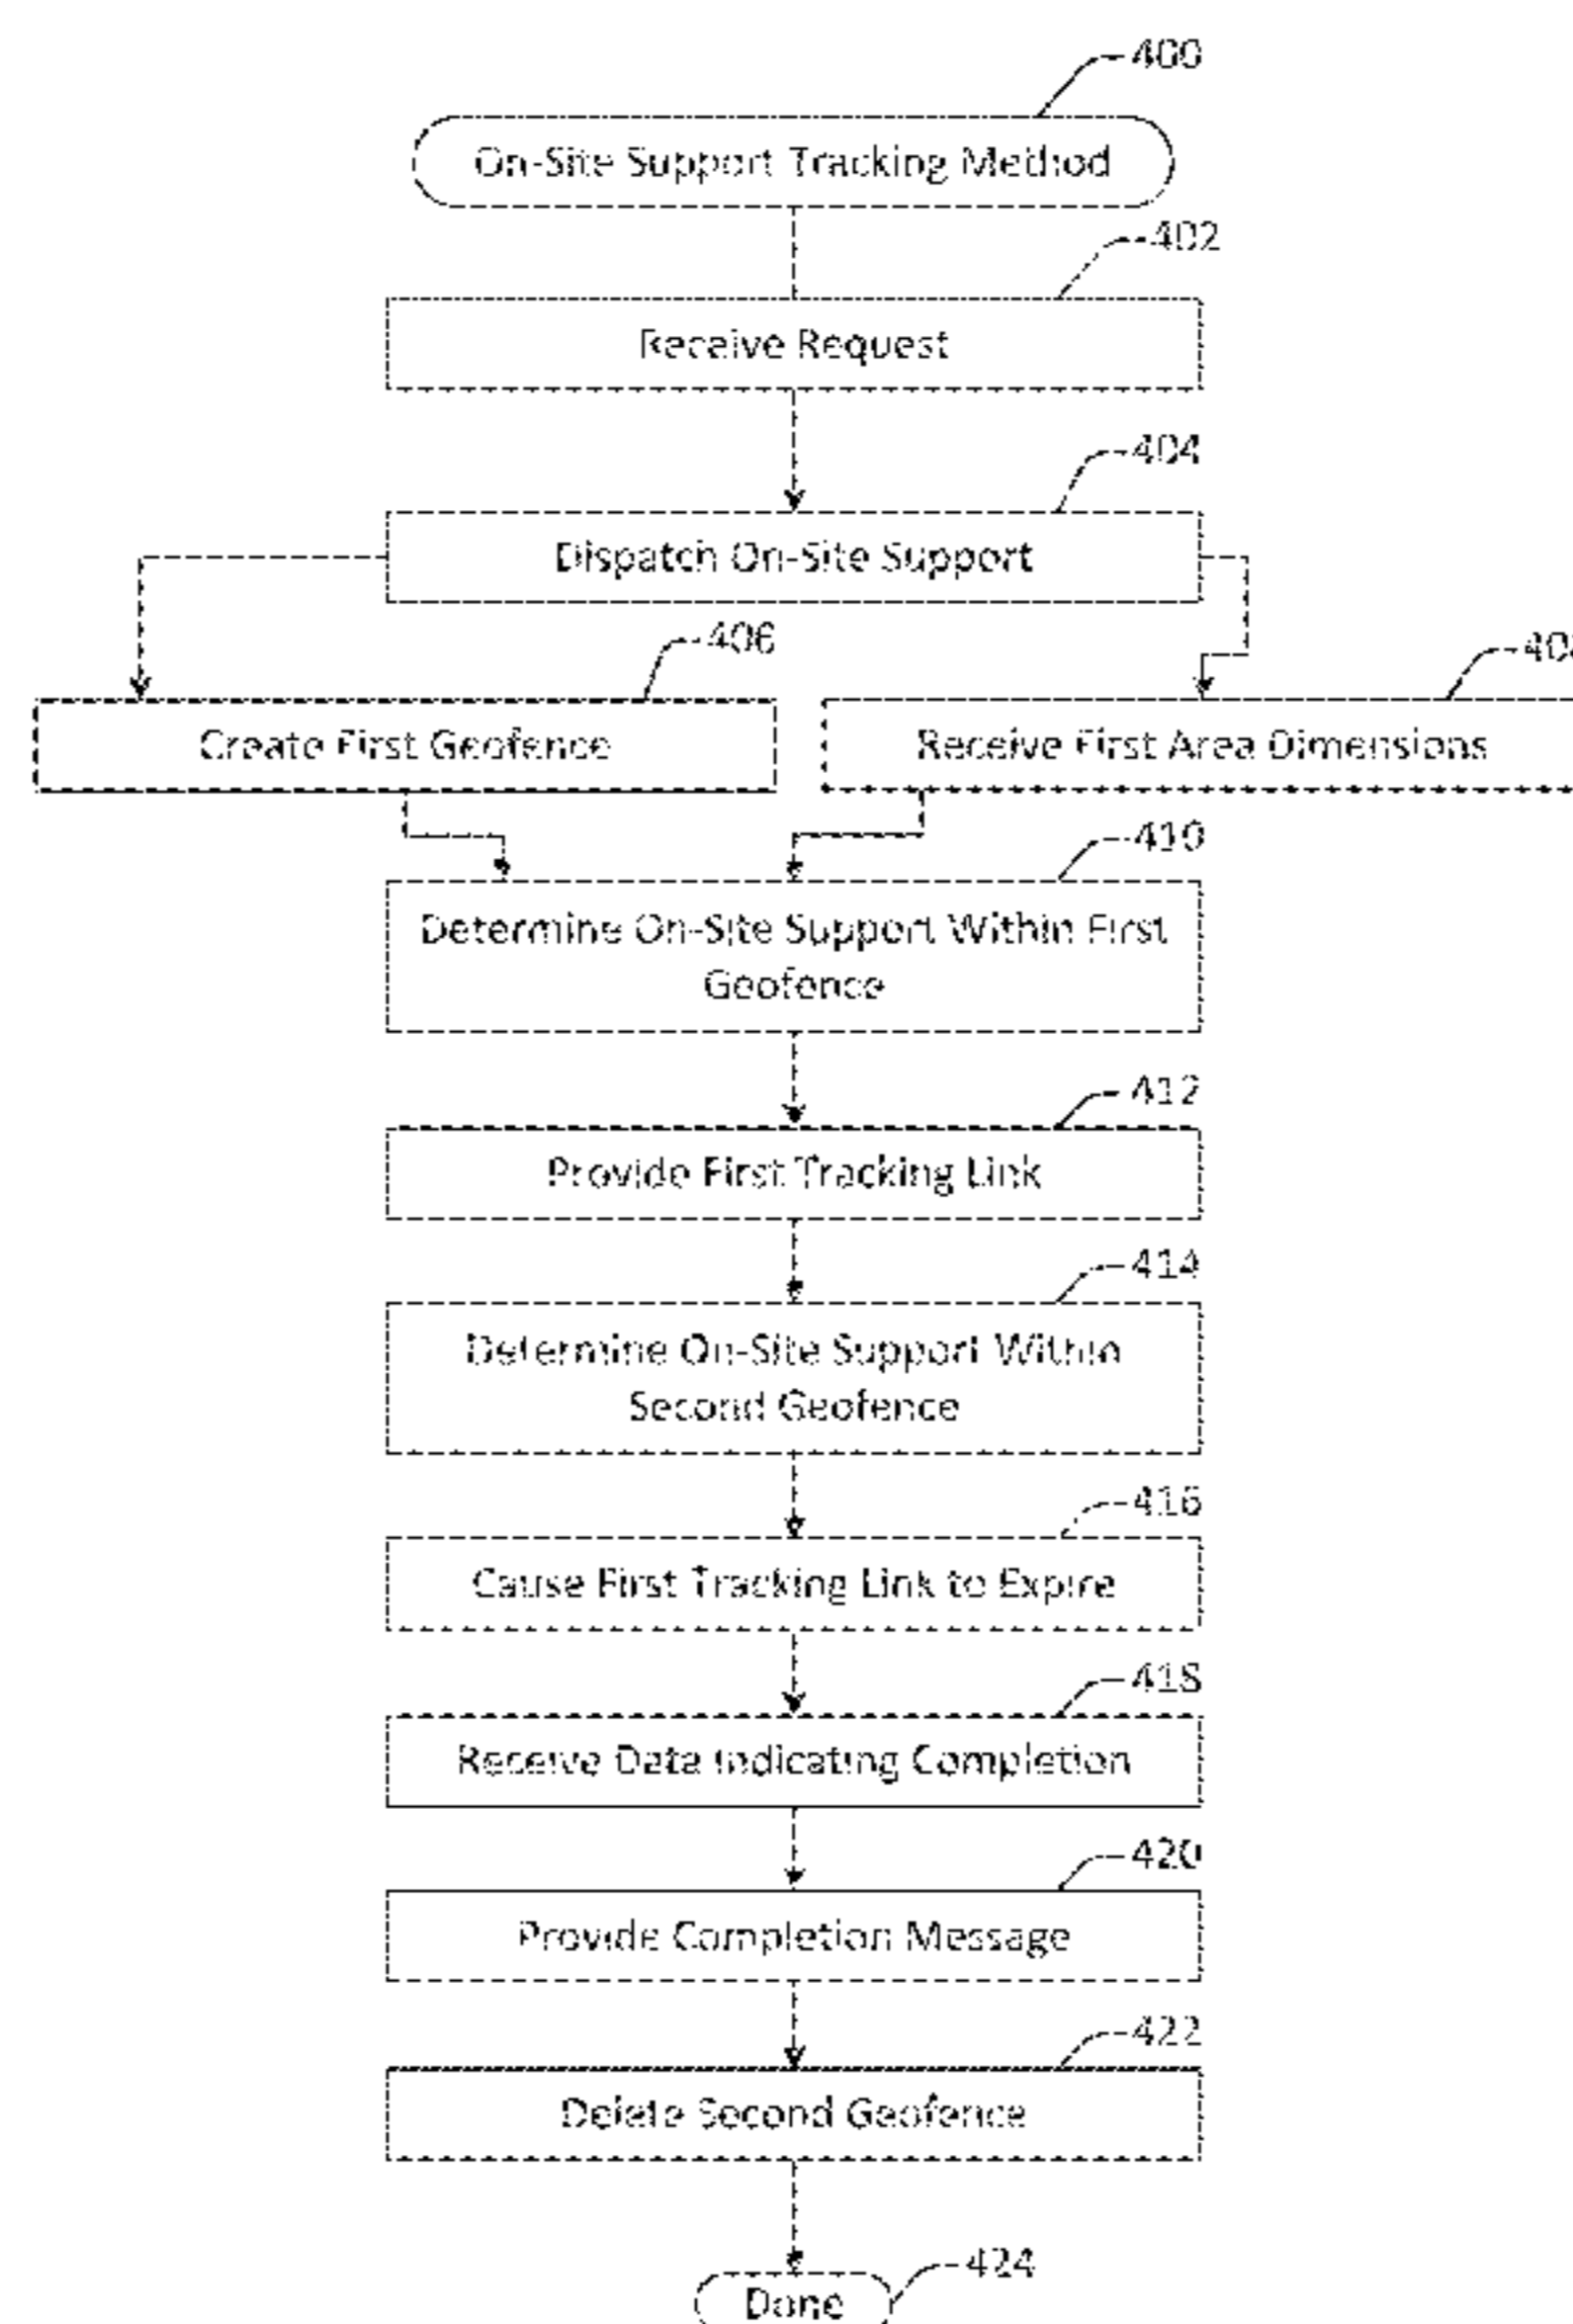 400
On-Site Support Tracking Method
402
Receive Request
404
Dispatch On-Site Support
406
Create First Geofence
Receive First Area Dimensions
410
Determine On-Site Support Within First
Geofence
412
Provide First Tracking Link
414
Determine On-Site Support Within
Second Geofence
416
Cause First Tracking Link to Expire
418
Receive Data Indicating Completion
420
Provide Completion Message
422
Delete Second Geofence
424
Done